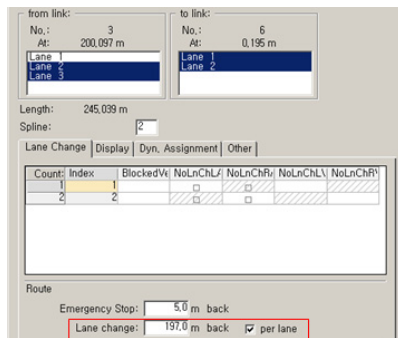 from link:
to link:
No.: 3
No.: 6
At: 200,097 m
At: 0,195 m
Lane 1
Lane 2
Lane 3
Lane 1
Lane 2
Length: 245,039 m
Spline: 2
Lane Change Display Dyn. Assignment Other
Count: Index BlockedVe NoLnChLA NoLnChRA NoLnChL\ NoLnChR\
1 1
2 2
Route
Emergency Stop: 5,0 m back
Lane change: 197,0 m back per lane